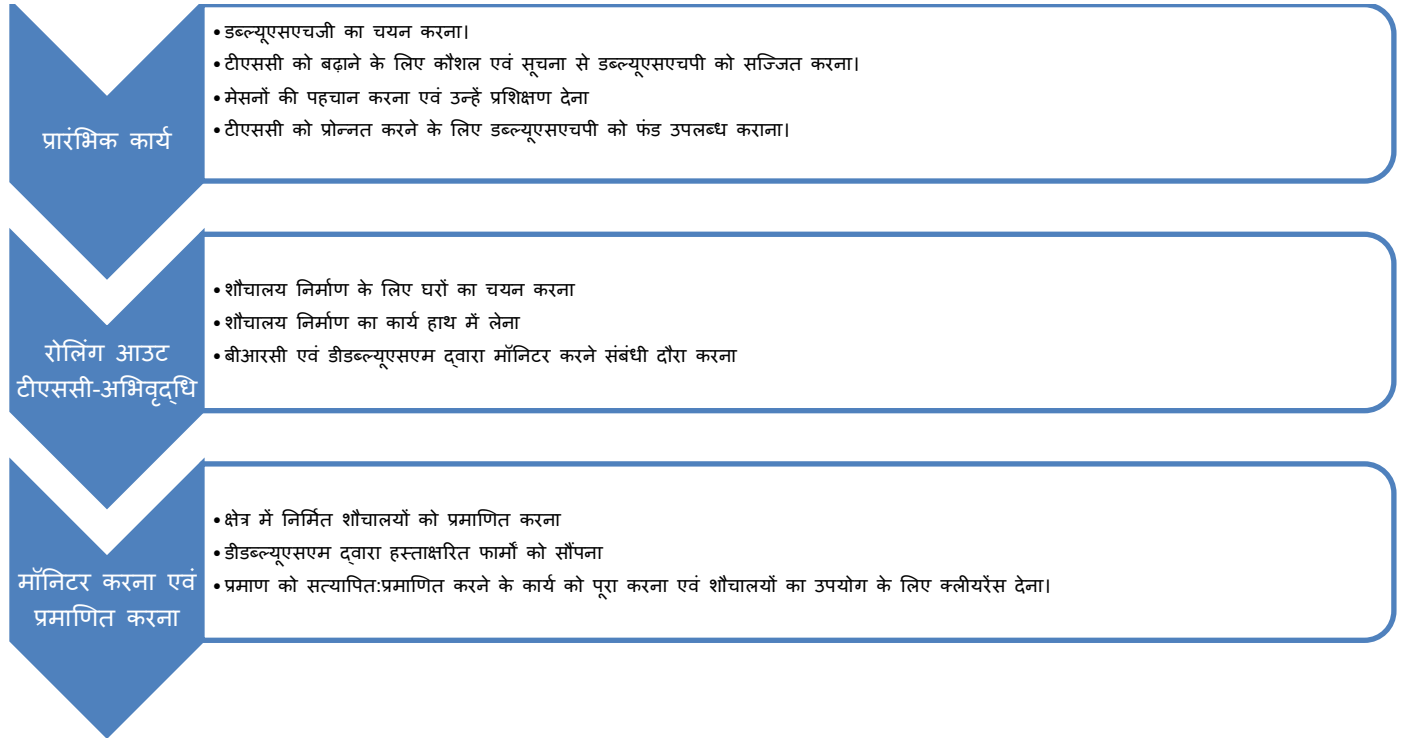 प्रारंभिक कार्य
• डब्ल्यूएसएचजी का चयन करना।
• टीएससी को बढ़ाने के लिए कौशल एवं सूचना से डब्ल्यूएसएचपी को सज्जित करना।
• मेसनों की पहचान करना एवं उन्हें प्रशिक्षण देना
• टीएससी को प्रोन्नत करने के लिए डब्ल्यूएसएचपी को फंड उपलब्ध कराना।
रोलिंग आउट
टीएससी-अभिवृद्धि
• शौचालय निर्माण के लिए घरों का चयन करना
• शौचालय निर्माण का कार्य हाथ में लेना
• बीआरसी एवं डीडब्ल्यूएसएम द्वारा मॉनिटर करने संबंधी दौरा करना
मॉनिटर करना एवं
प्रमाणित करना
• क्षेत्र में निर्मित शौचालयों को प्रमाणित करना
• डीडब्ल्यूएसएम द्वारा हस्ताक्षरित फार्मों को सौंपना
• प्रमाण को सत्यापित:प्रमाणित करने के कार्य को पूरा करना एवं शौचालयों का उपयोग के लिए क्लीयरेंस देना।